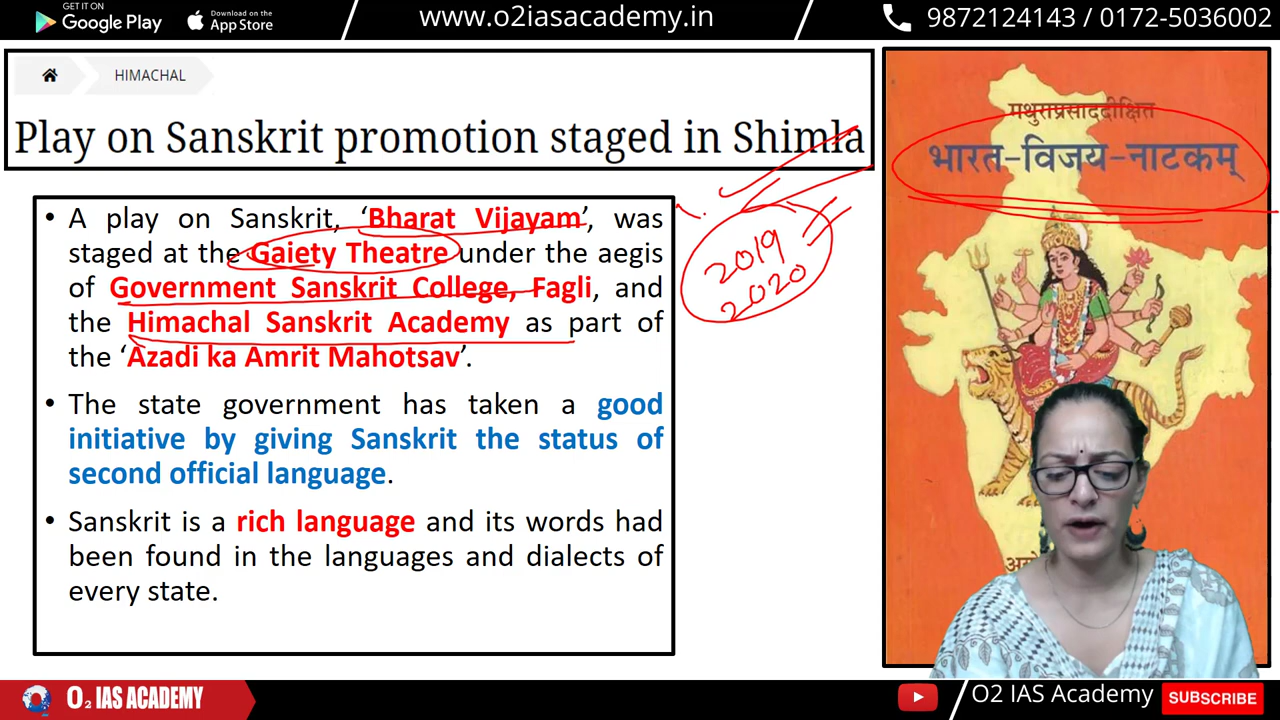 GET IT ON
Google Play
Download on the
App Store
www.o2iasacademy.in
9872124143 / 0172-5036002
HIMACHAL
Play on Sanskrit promotion staged in Shimla
• A play on Sanskrit, ‘Bharat Vijayam’, was
staged at the Gaiety Theatre under the aegis
of Government Sanskrit College, Fagli, and
the Himachal Sanskrit Academy as part of
the ‘Azadi ka Amrit Mahotsav’.
• The state government has taken a good
initiative by giving Sanskrit the status of
second official language.
• Sanskrit is a rich language and its words had
been found in the languages and dialects of
every state.
2019
2020
मथुराप्रसाददीक्षित
भारत-विजय-नाटकम्
O2 IAS ACADEMY
O2 IAS Academy
SUBSCRIBE